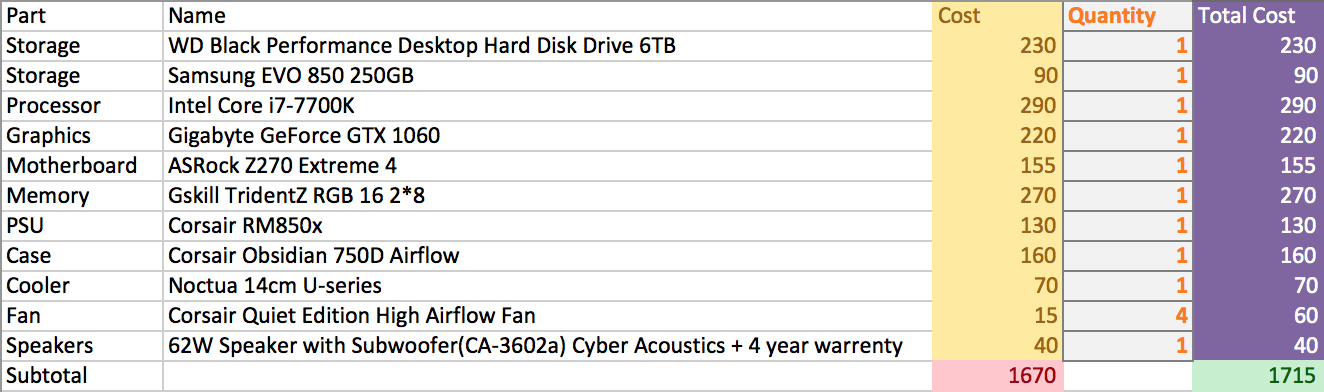 Part Name Cost Quantity Total Cost
Storage WD Black Performance Desktop Hard Disk Drive 6TB 230 1 230
Storage Samsung EVO 850 250GB 90 1 90
Processor Intel Core i7-7700K 290 1 290
Graphics Gigabyte GeForce GTX 1060 220 1 220
Motherboard ASRock Z270 Extreme 4 155 1 155
Memory Gskill TridentZ RGB 16 2*8 270 1 270
PSU Corsair RM850x 130 1 130
Case Corsair Obsidian 750D Airflow 160 1 160
Cooler Noctua 14cm U-series 70 1 70
Fan Corsair Quiet Edition High Airflow Fan 15 4 60
Speakers 62W Speaker with Subwoofer(CA-3602a) Cyber Acoustics + 4 year warrenty 40 1 40
Subtotal 1670 1715